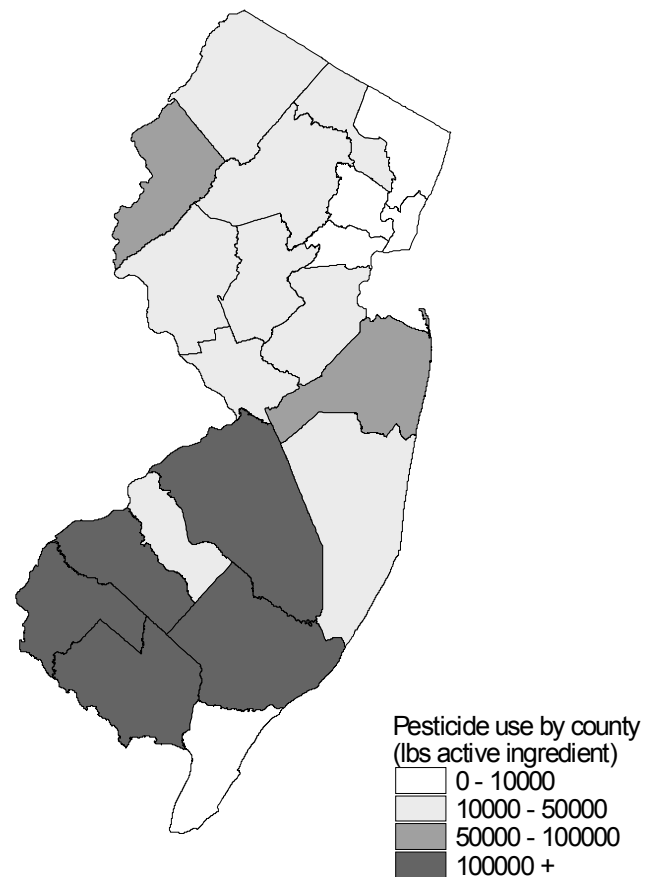 Pesticide use by county
(lbs active ingredient)
0 - 10000
10000 - 50000
50000 - 100000
100000 +